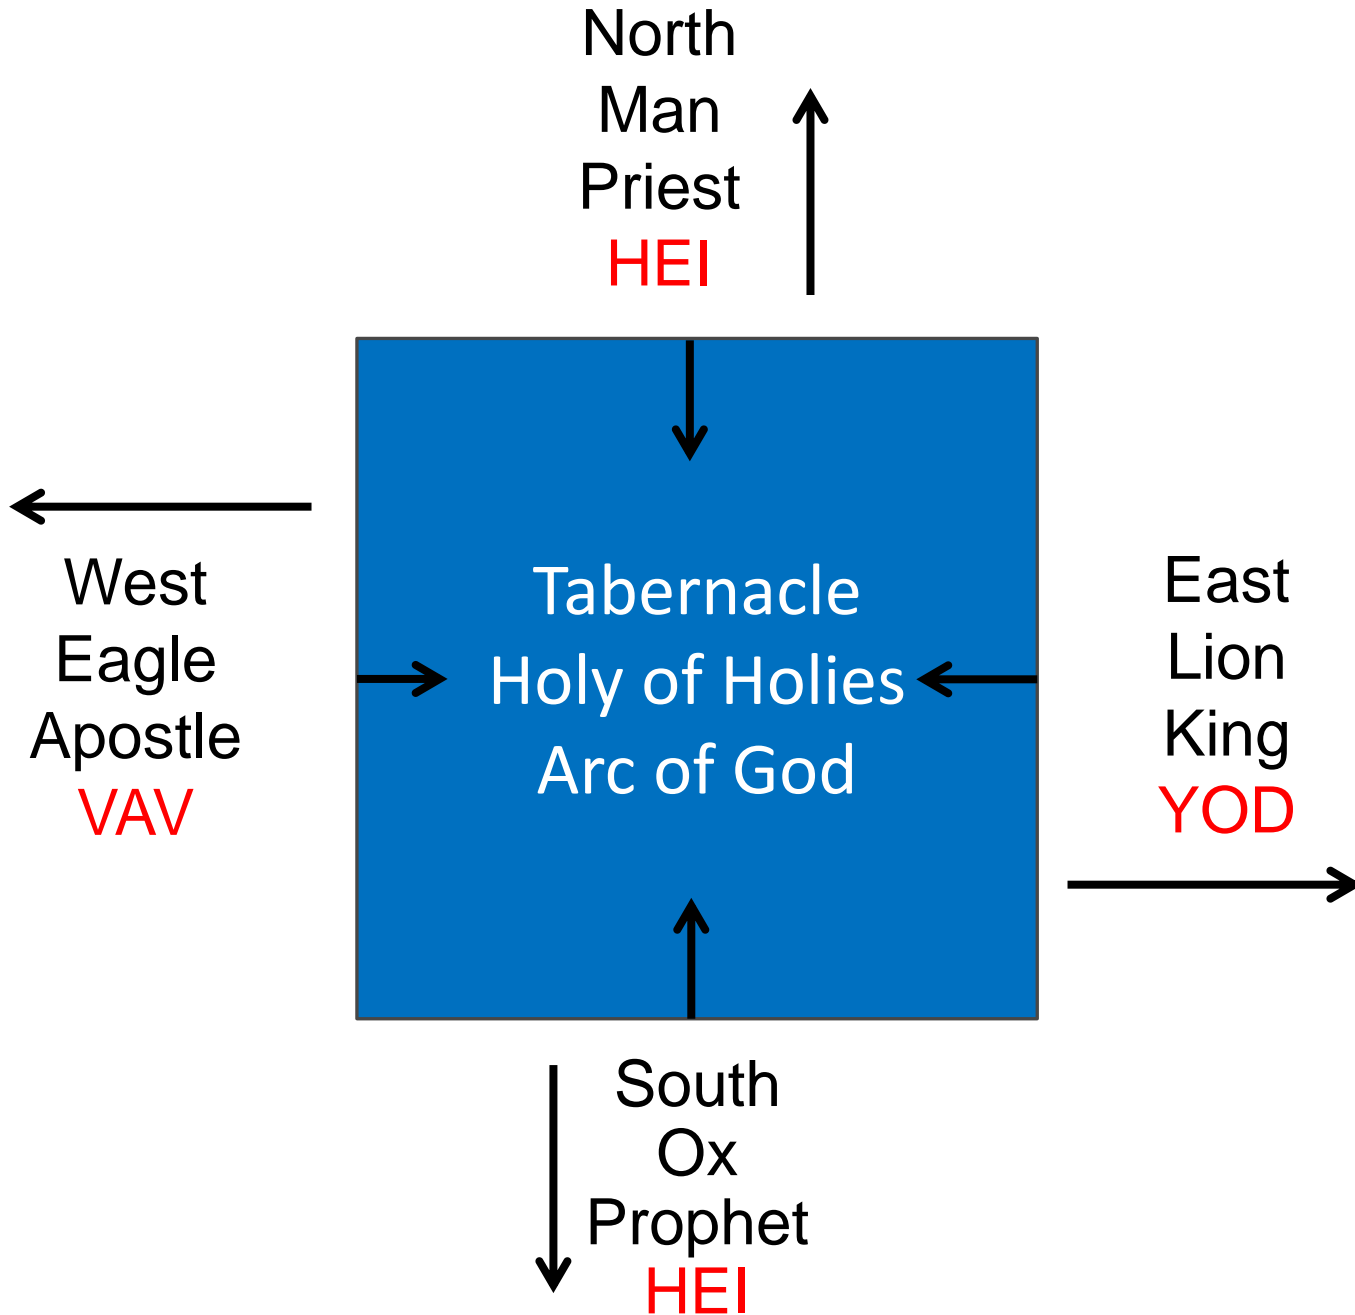 North
Man
Priest
HEI
West
Eagle
Apostle
VAV
Tabernacle
Holy of Holies
Arc of God
East
Lion
King
YOD
South
Ox
Prophet
HEI